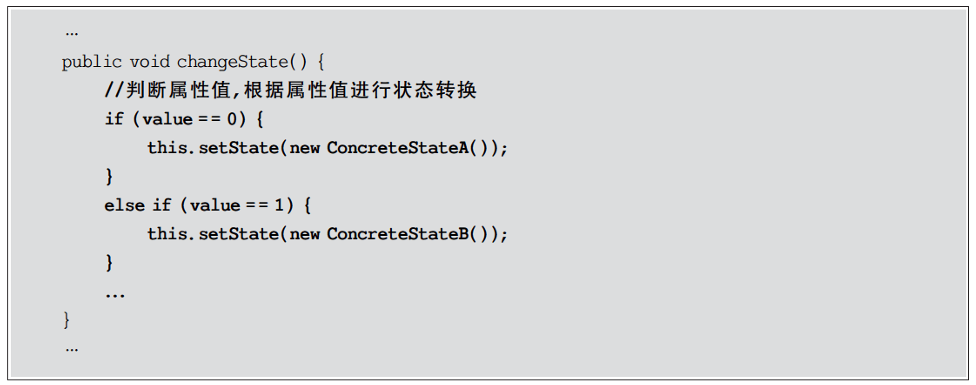 …
public void changeState() {
//判断属性值,根据属性值进行状态转换
if (value == 0) {
this.setState(new ConcreteStateA());
}
else if (value == 1) {
this.setState(new ConcreteStateB());
}
…
}
…